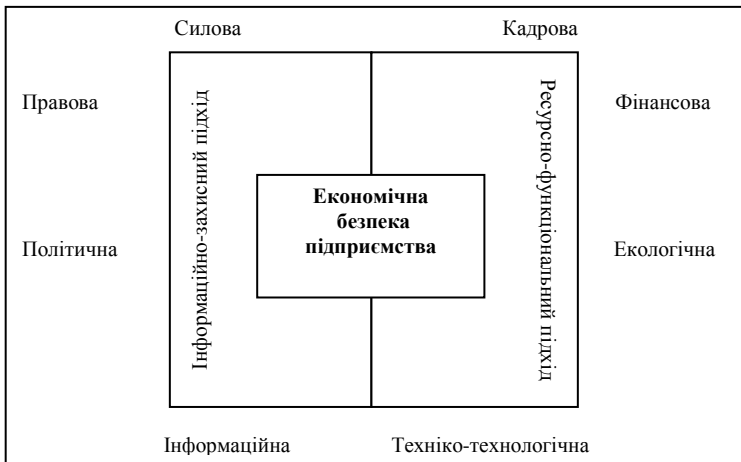 Силова
Кадрова
Правова
Фінансова
Інформаційно-захисний підхід
Ресурсно-функціональний підхід
Економічна
безпека
підприємства
Політична
Екологічна
Інформаційна
Техніко-технологічна